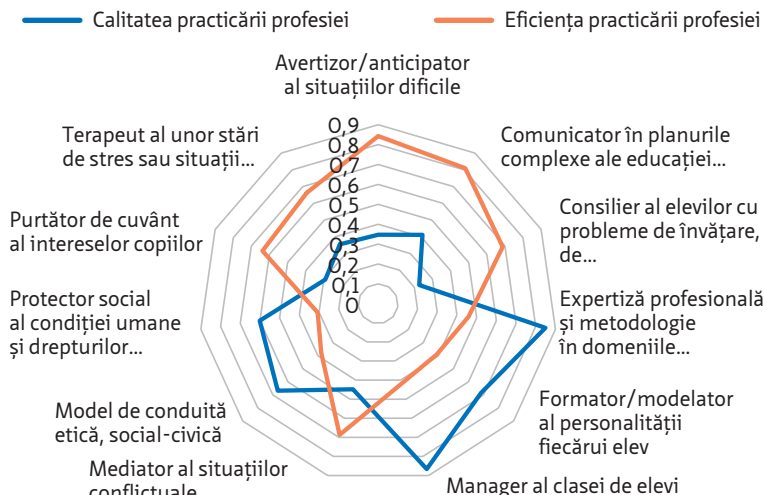 Calitatea practicării profesiei
Eficiența practicării profesiei
Avertizor/anticipator
al situațiilor dificile
Comunicator în planurile
complexe ale educației...
Consilier al elevilor cu
probleme de învățare,
de...
Expertiză profesională
și metodologie
în domeniile...
Formator/modelator
al personalității
fiecărui elev
Manager al clasei de elevi
Mediator al situațiilor
conflictuale
Model de conduită
etică, social-civică
Protector social
al condiției umane
și drepturilor...
Purtător de cuvânt
al intereselor copiilor
Terapeut al unor stări
de stres sau situații...
0,9
0,8
0,7
0,6
0,5
0,4
0,3
0,2
0,1
0